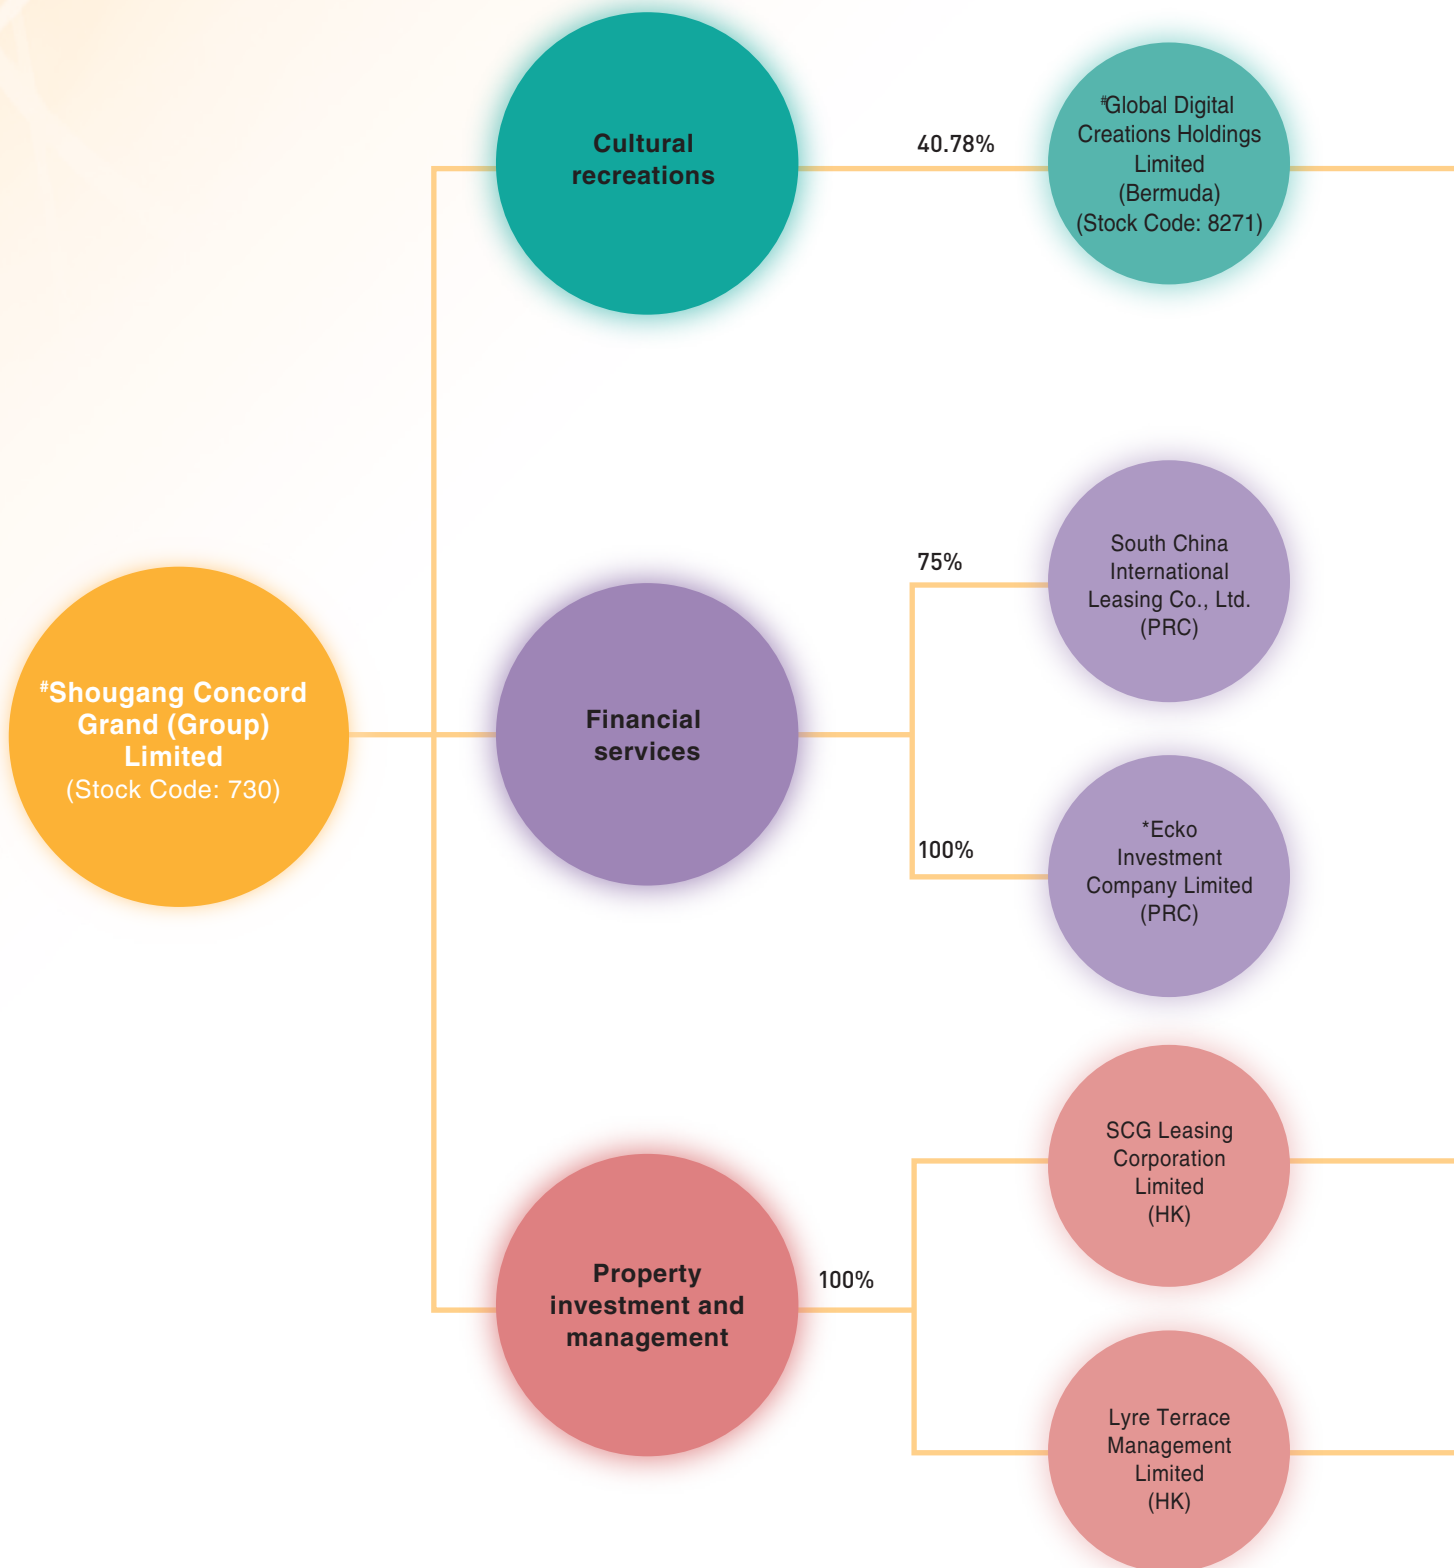 Cultural
recreations
40.78%
#Global Digital
Creations Holdings
Limited
(Bermuda)
(Stock Code: 8271)
#Shougang Concord
Grand (Group)
Limited
(Stock Code: 730)
Financial
services
75%
South China
International
Leasing Co., Ltd.
(PRC)
100%
*Ecko
Investment
Company Limited
(PRC)
Property
investment and
management
100%
SCG Leasing
Corporation
Limited
(HK)
Lyre Terrace
Management
Limited
(HK)